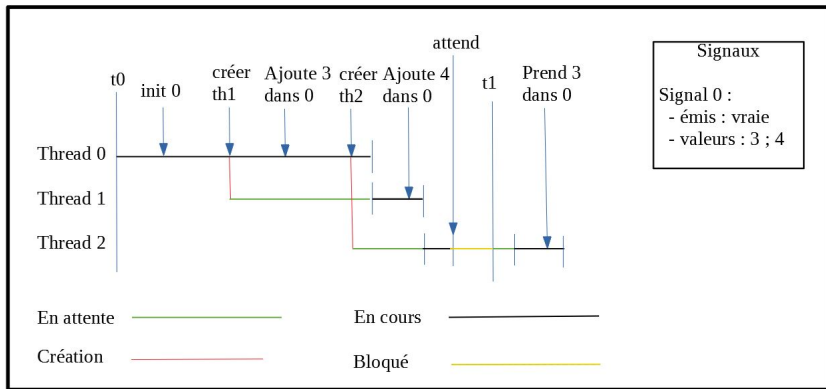 attend
Signaux
t0
init 0
créer
th1
Ajoute 3
dans 0
créer
th2
Ajoute 4
dans 0
t1
Prend 3
dans 0
Signal 0 :
- émis : vraie
- valeurs : 3 ; 4
Thread 0
Thread 1
Thread 2
En attente
En cours
Création
Bloqué